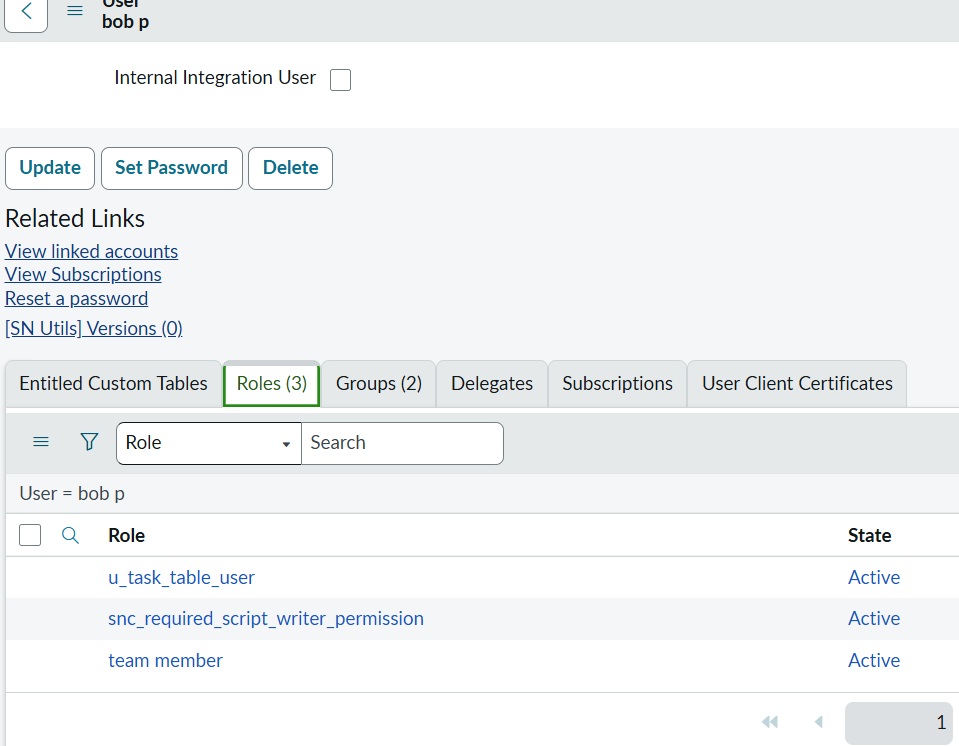 User
bob p
Internal Integration User
Update Set Password Delete
Related Links
View linked accounts
View Subscriptions
Reset a password
[SN Utils] Versions (0)
Entitled Custom Tables Roles (3) Groups (2) Delegates Subscriptions User Client Certificates
Role Search
User = bob p
Role State
u_task_table_user Active
snc_required_script_writer_permission Active
team member Active
1